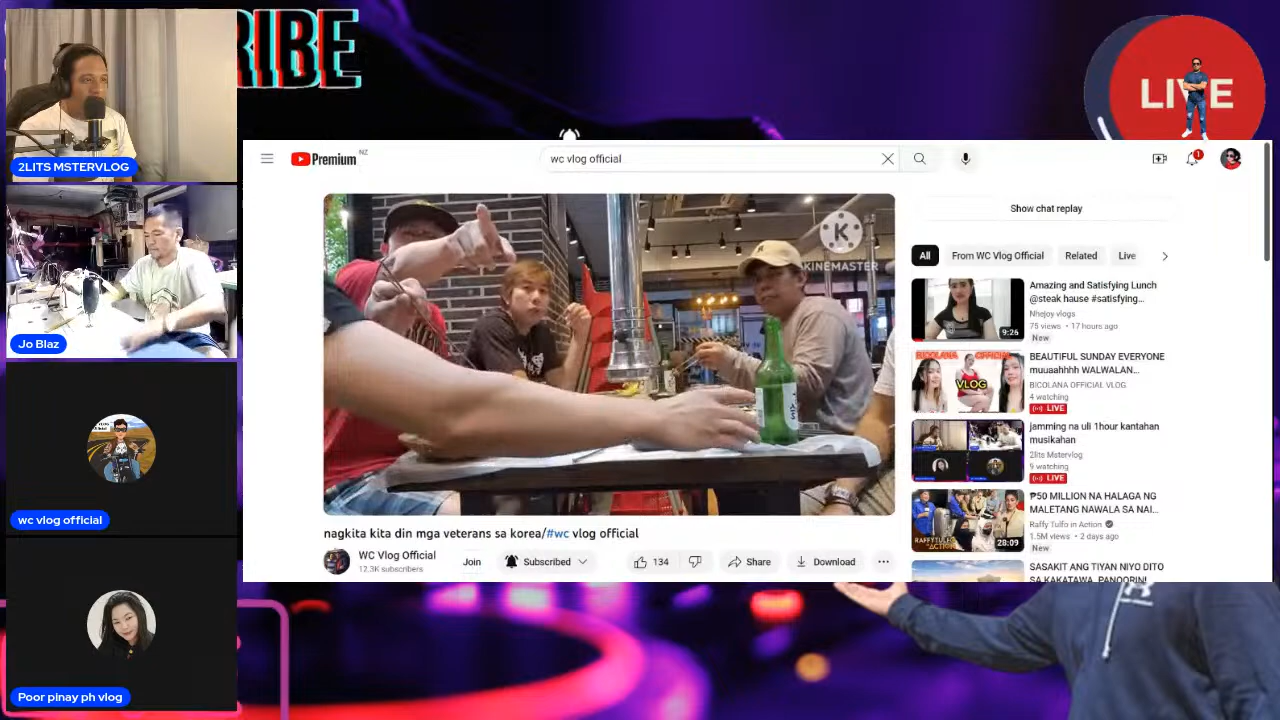 RIBE
LIVE
2LITS MSTERVLOG
Jo Blaz
wc vlog official
Poor pinay ph vlog
Premium NZ
wc vlog official
1
KINEMASTER
nagkita kita din mga veterans sa korea/#wc vlog official
WC Vlog Official
12.3K subscribers
Join
Subscribed
134
Share
Download
Show chat replay
All
From WC Vlog Official
Related
Live
Amazing and Satisfying Lunch
@steak hause #satisfying...
Nhejoy vlogs
75 views • 17 hours ago
New
9:26
BEAUTIFUL SUNDAY EVERYONE
muuaahhhh WALWALAN...
BICOLANA OFFICIAL VLOG
4 watching
LIVE
BICOLANA OFFICIAL
VLOG
jamming na uli 1hour kantahan
musikahan
2lita Mstervlog
9 watching
LIVE
₱50 MILLION NA HALAGA NG
MALETANG NAWALA SA NAI...
Raffy Tulfo in Action
1.5M views • 2 days ago
New
28:09
SASAKIT ANG TIYAN NIYO DITO
SA KAKATAWA, PANOORIN!